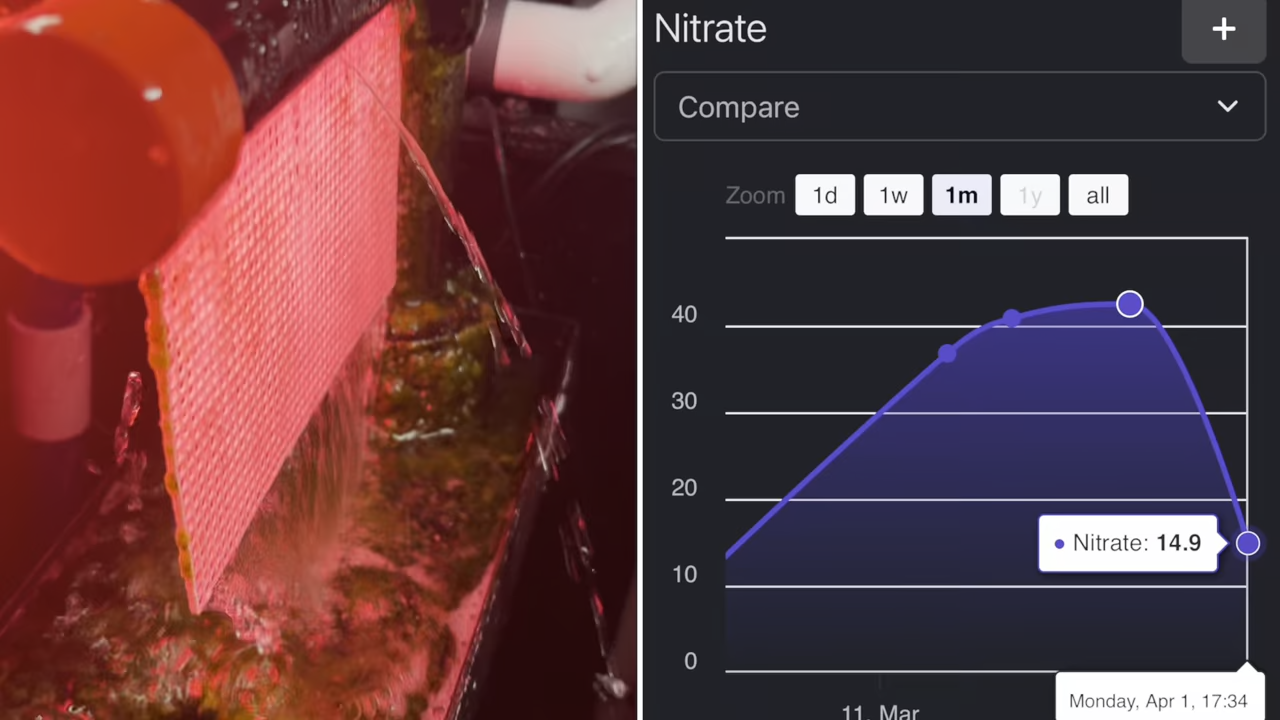 Nitrate
+
Compare
Zoom 1d 1w 1m 1y all
40
30
20
Nitrate: 14.9
10
0
Monday, Apr 1, 17:34
11. Mar